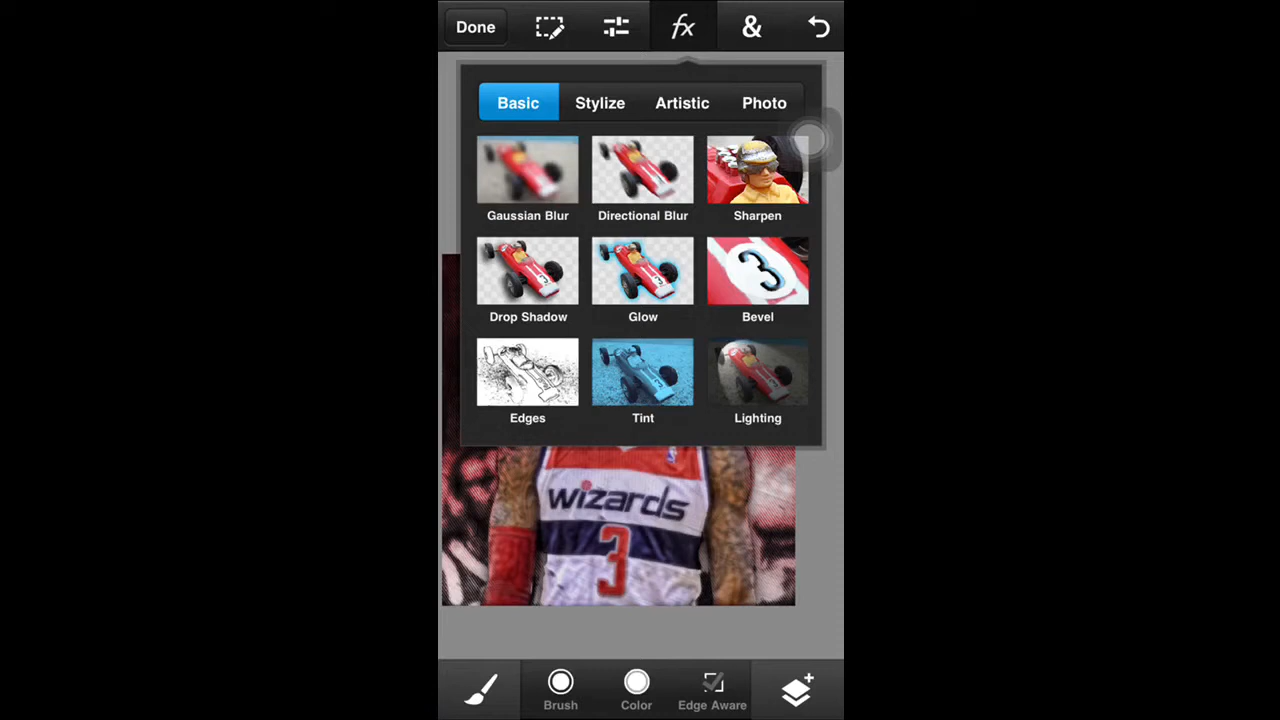 Done fx &
Basic Stylize Artistic Photo
Gaussian Blur Directional Blur Sharpen
3
Drop Shadow Glow Bevel
Edges Tint Lighting
wizards
3
Brush Color Edge Aware